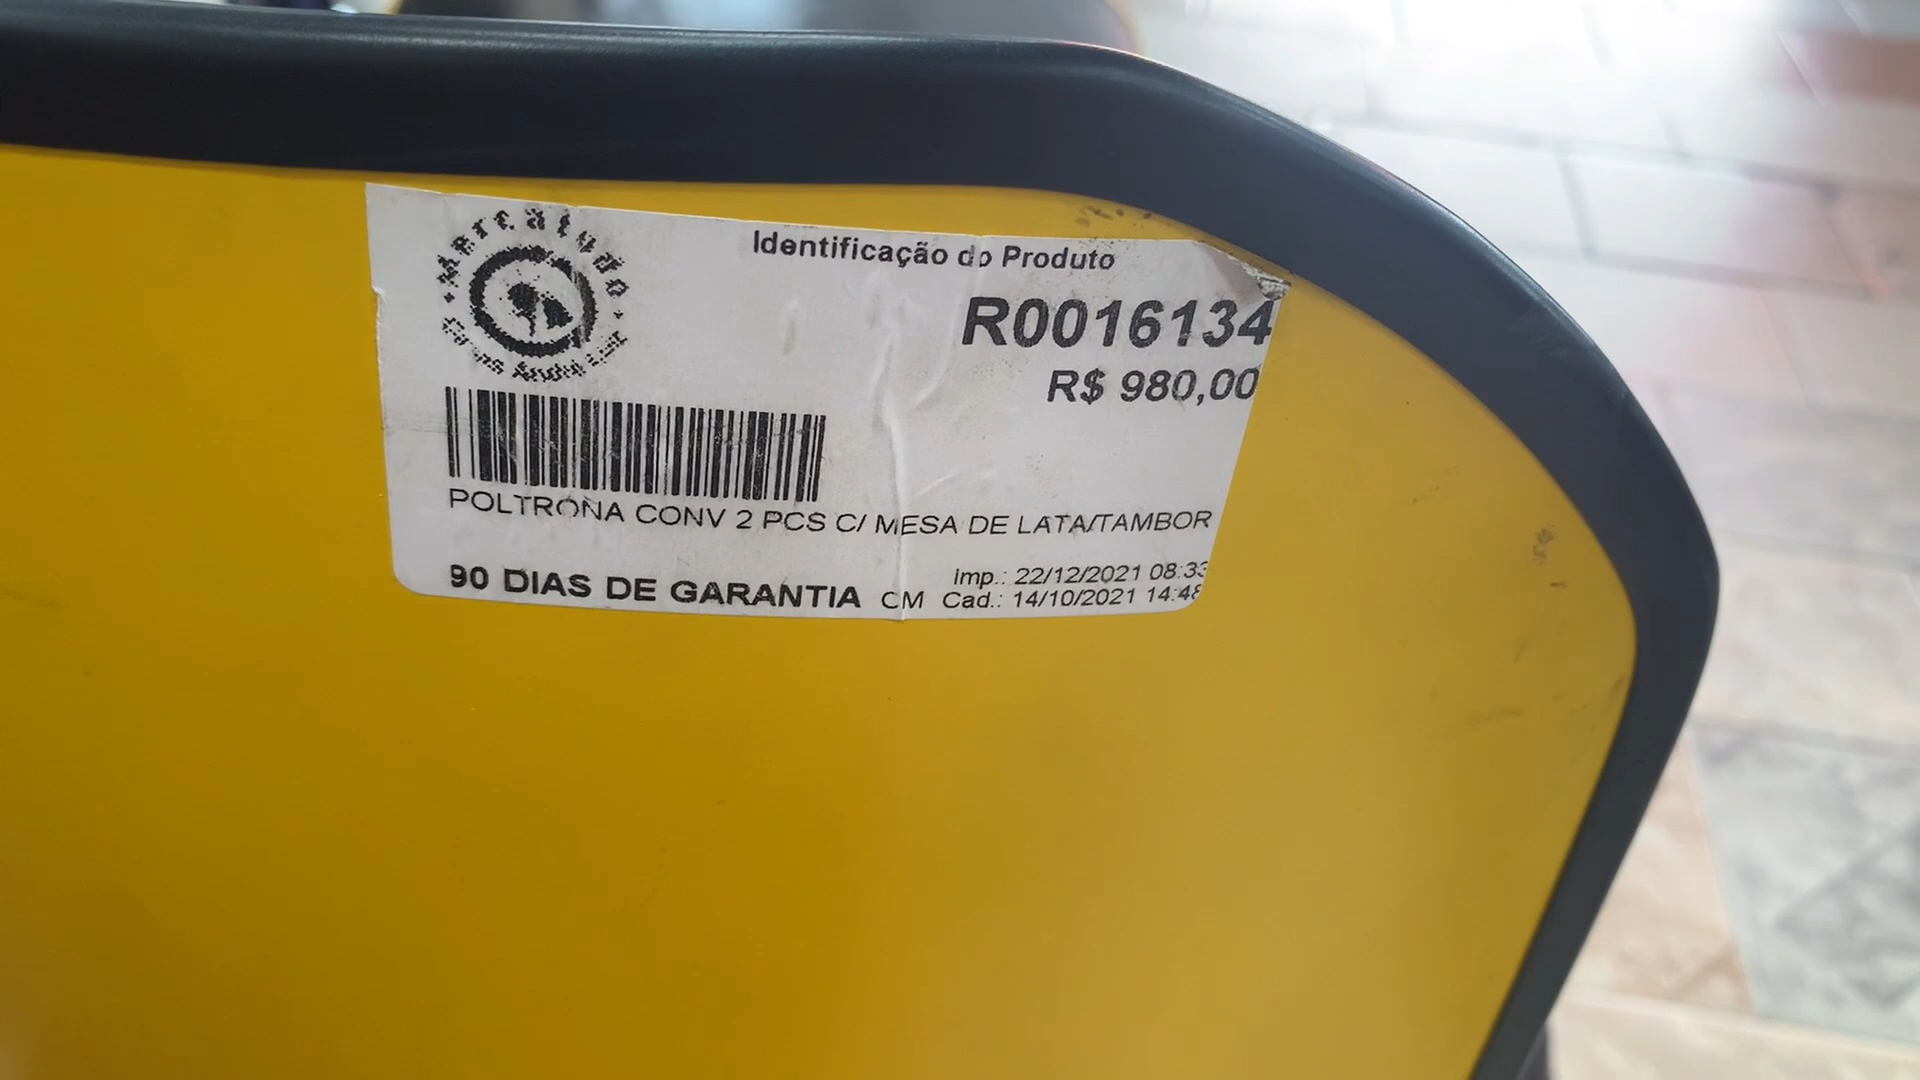 Mercatudo
Identificação do Produto
R0016134
R$ 980,00
POLTRONA CONV 2 PCS C/ MESA DE LATA/TAMBOR
90 DIAS DE GARANTIA CM
imp.: 22/12/2021 08:33
Cad.: 14/10/2021 14:48